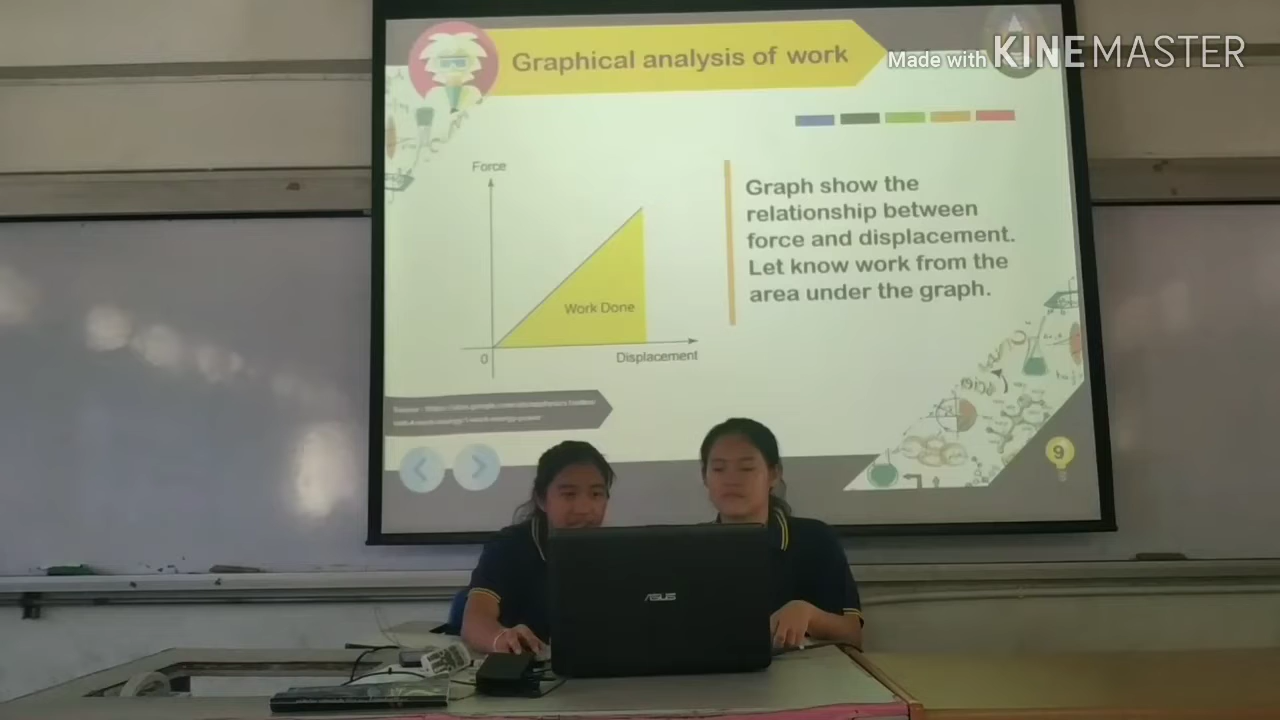 Graphical analysis of work
Made with KINEMASTER
Force
Work Done
0
Displacement
Graph show the
relationship between
force and displacement.
Let know work from the
area under the graph.
9
ASUS